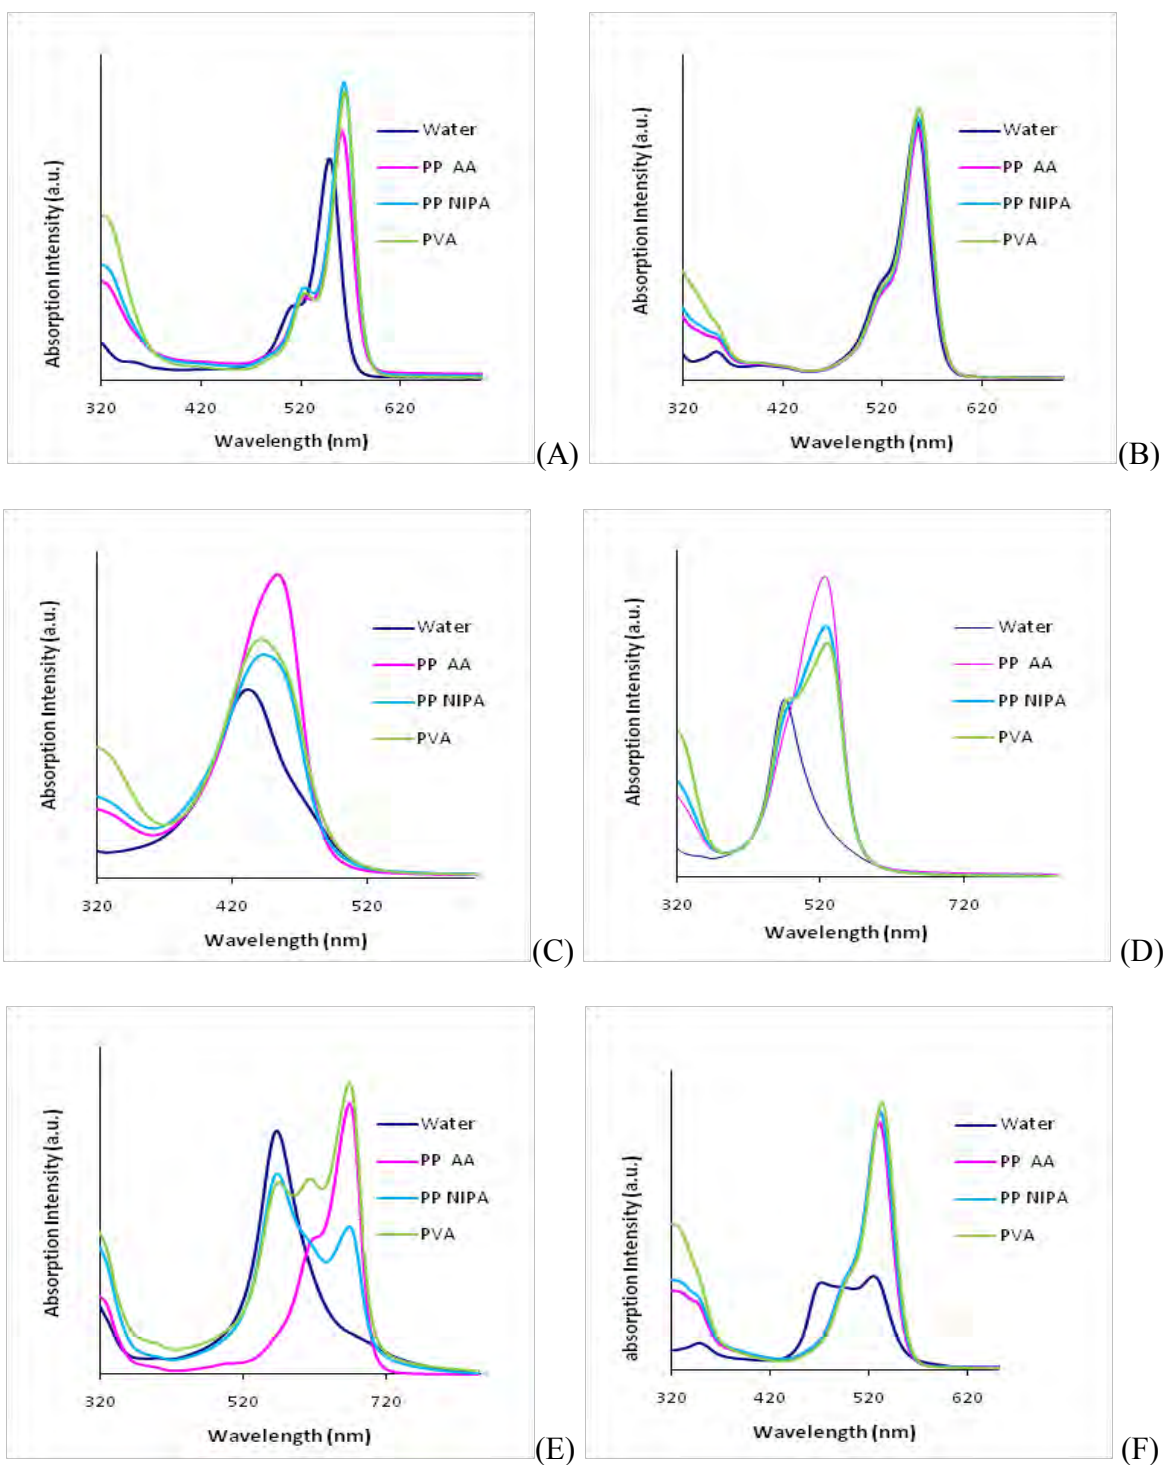 Absorption Intensity (a.u.)
Water
PP AA
PP NIPA
PVA
320 420 520 620
Wavelength (nm)
(A)
Absorption Intensity (a.u.)
Water
PP AA
PP NIPA
PVA
320 420 520 620
Wavelength (nm)
(B)
Absorption Intensity (a.u.)
Water
PP AA
PP NIPA
PVA
320 420 520
Wavelength (nm)
(C)
Absorption Intensity (a.u.)
Water
PP AA
PP NIPA
PVA
320 520 720
Wavelength (nm)
(D)
Absorption Intensity (a.u.)
Water
PP AA
PP NIPA
PVA
320 520 720
Wavelength (nm)
(E)
absorption Intensity (a.u.)
Water
PP AA
PP NIPA
PVA
320 420 520 620
Wavelength (nm)
(F)